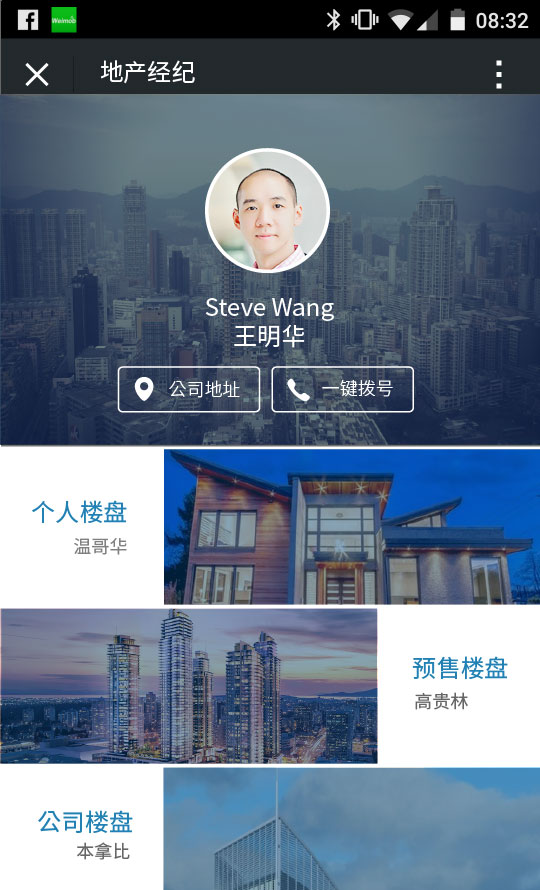 Weimob
08:32
地产经纪
Steve Wang
王明华
公司地址
一键拨号
个人楼盘
温哥华
预售楼盘
高贵林
公司楼盘
本拿比